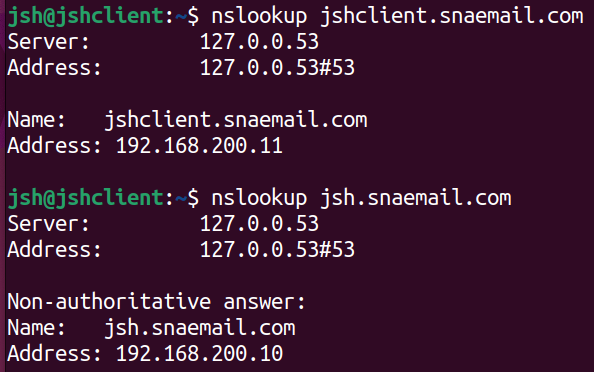 jsh@jshclient:~$ nslookup jshclient.snaemail.com
Server:         127.0.0.53
Address:        127.0.0.53#53

Name:   jshclient.snaemail.com
Address: 192.168.200.11

jsh@jshclient:~$ nslookup jsh.snaemail.com
Server:         127.0.0.53
Address:        127.0.0.53#53

Non-authoritative answer:
Name:   jsh.snaemail.com
Address: 192.168.200.10